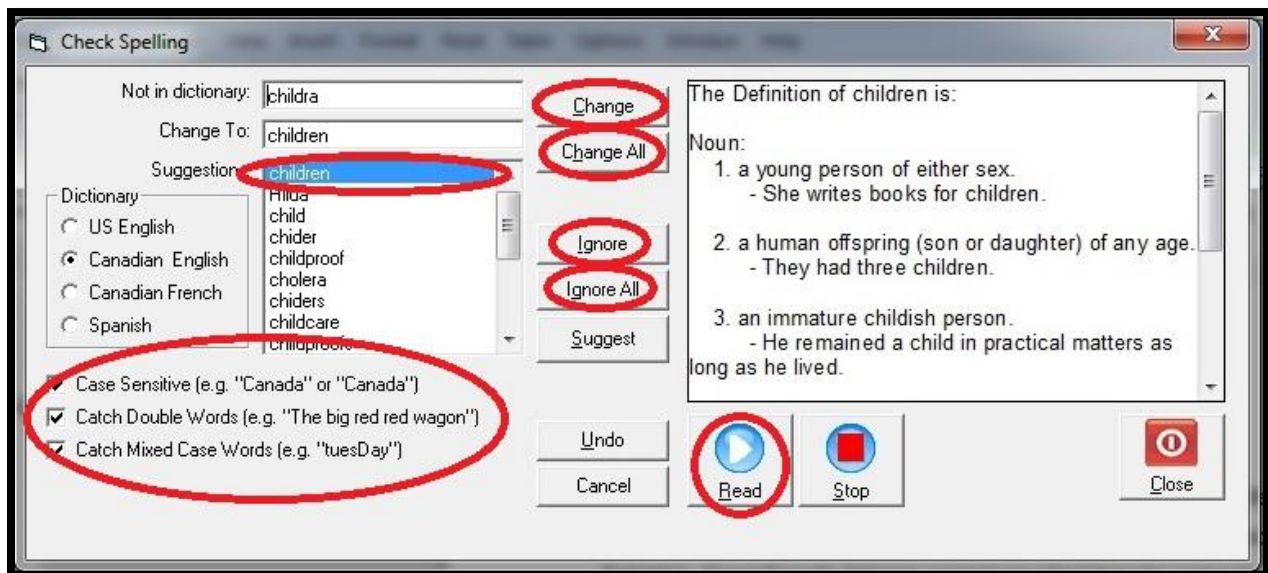 Check Spelling
Not in dictionary: childra
Change To: children
Suggestion
children
Hilda
child
chider
childproof
cholera
chiders
childcare
childproofs
Dictionary
US English
Canadian English
Canadian French
Spanish
Case Sensitive (e.g. "Canada" or "Canada")
Catch Double Words (e.g. "The big red red wagon")
Catch Mixed Case Words (e.g. "tuesDay")
Change
Change All
Ignore
Ignore All
Suggest
Undo
Cancel
The Definition of children is:
Noun:
1. a young person of either sex.
- She writes books for children.
2. a human offspring (son or daughter) of any age.
- They had three children.
3. an immature childish person.
- He remained a child in practical matters as
long as he lived.
Read
Stop
Close